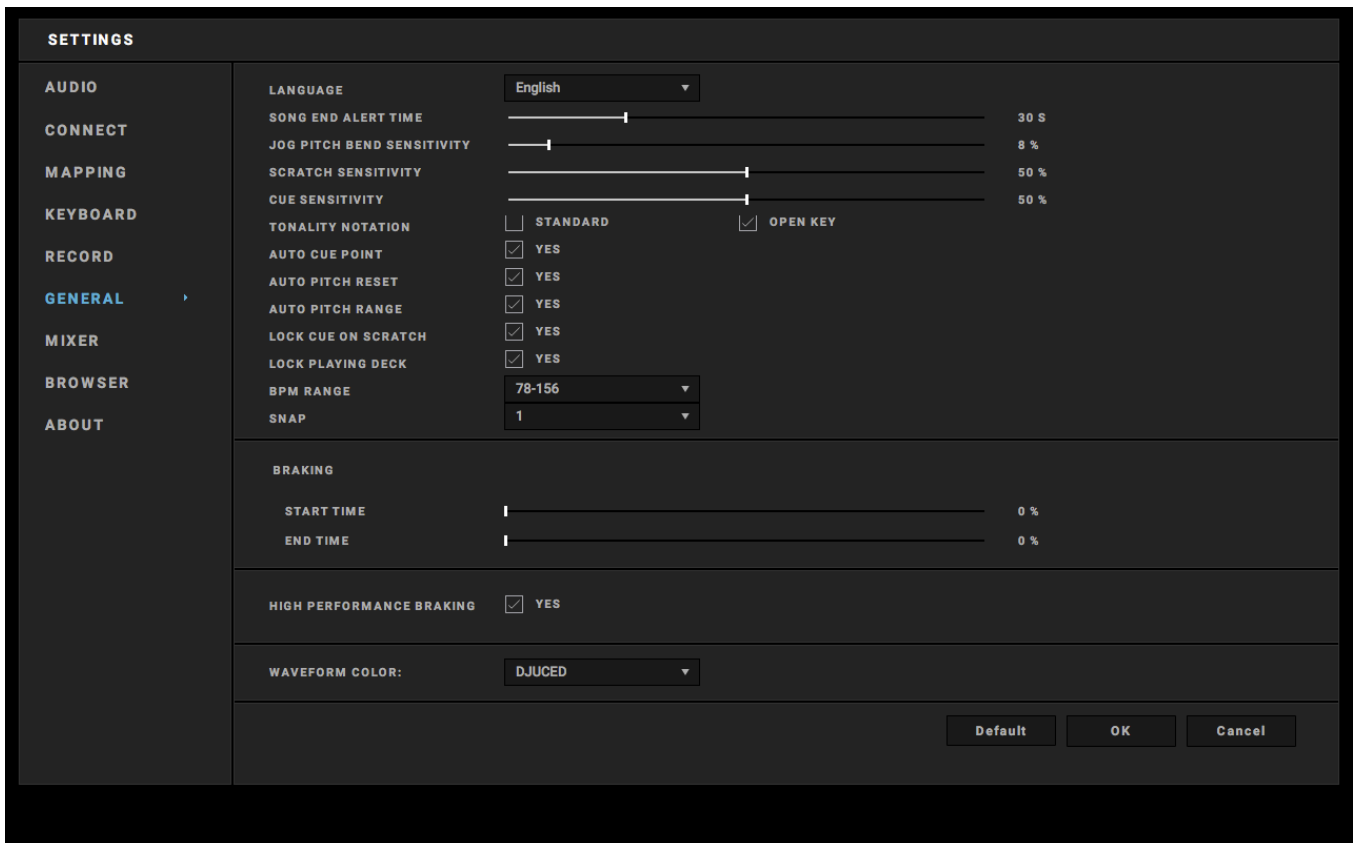 SETTINGS
AUDIO
CONNECT
MAPPING
KEYBOARD
RECORD
GENERAL
MIXER
BROWSER
ABOUT
LANGUAGE English
SONG END ALERT TIME 30 S
JOG PITCH BEND SENSITIVITY 8 %
SCRATCH SENSITIVITY 50 %
CUE SENSITIVITY 50 %
TONALITY NOTATION STANDARD OPEN KEY
AUTO CUE POINT YES
AUTO PITCH RESET YES
AUTO PITCH RANGE YES
LOCK CUE ON SCRATCH YES
LOCK PLAYING DECK YES
BPM RANGE 78-156
SNAP 1
BRAKING
START TIME 0 %
END TIME 0 %
HIGH PERFORMANCE BRAKING YES
WAVEFORM COLOR: DJUCED
Default OK Cancel